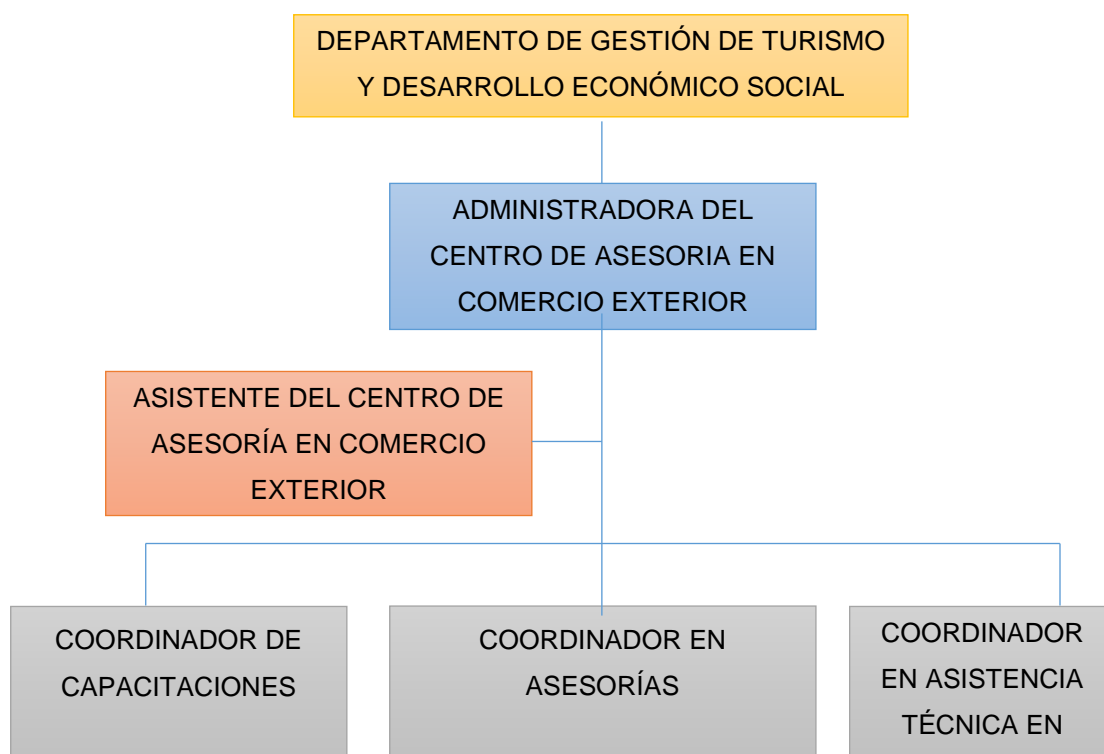 DEPARTAMENTO DE GESTIÓN DE TURISMO
Y DESARROLLO ECONÓMICO SOCIAL
ADMINISTRADORA DEL
CENTRO DE ASESORIA EN
COMERCIO EXTERIOR
ASISTENTE DEL CENTRO DE
ASESORÍA EN COMERCIO
EXTERIOR
COORDINADOR DE
CAPACITACIONES
COORDINADOR EN
ASESORÍAS
COORDINADOR
EN ASISTENCIA
TÉCNICA EN